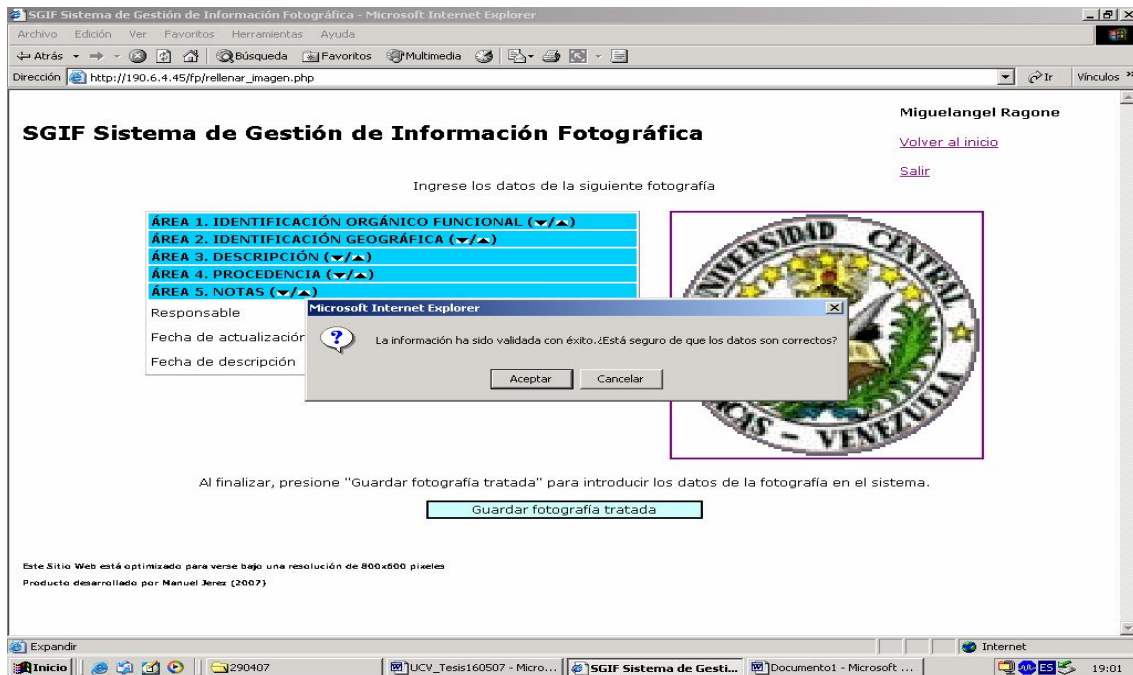 SGIF Sistema de Gestión de Información Fotográfica - Microsoft Internet Explorer
Archivo Edición Ver Favoritos Herramientas Ayuda
Atrás Búsqueda Favoritos Multimedia
Dirección http://190.6.4.45/fp/rellenar_imagen.php Ir Vínculos
Miguelangel Ragone
SGIF Sistema de Gestión de Información Fotográfica
Volver al inicio
Salir
Ingrese los datos de la siguiente fotografía
ÁREA 1. IDENTIFICACIÓN ORGÁNICO FUNCIONAL (▼/▲)
ÁREA 2. IDENTIFICACIÓN GEOGRÁFICA (▼/▲)
ÁREA 3. DESCRIPCIÓN (▼/▲)
ÁREA 4. PROCEDENCIA (▼/▲)
ÁREA 5. NOTAS (▼/▲)
Responsable
Fecha de actualización
Fecha de descripción
Microsoft Internet Explorer
La información ha sido validada con éxito.¿Está seguro de que los datos son correctos?
Aceptar Cancelar
CENTRAL
VENEZUELA
Al finalizar, presione "Guardar fotografía tratada" para introducir los datos de la fotografía en el sistema.
Guardar fotografía tratada
Este Sitio Web está optimizado para verse bajo una resolución de 800x600 pixeles
Producto desarrollado por Manuel Jerez (2007)
Expandir Internet
Inicio 290407 UCV_Tesis160507 - Micro... SGIF Sistema de Gesti... Documento1 - Microsoft ... ES 19:01